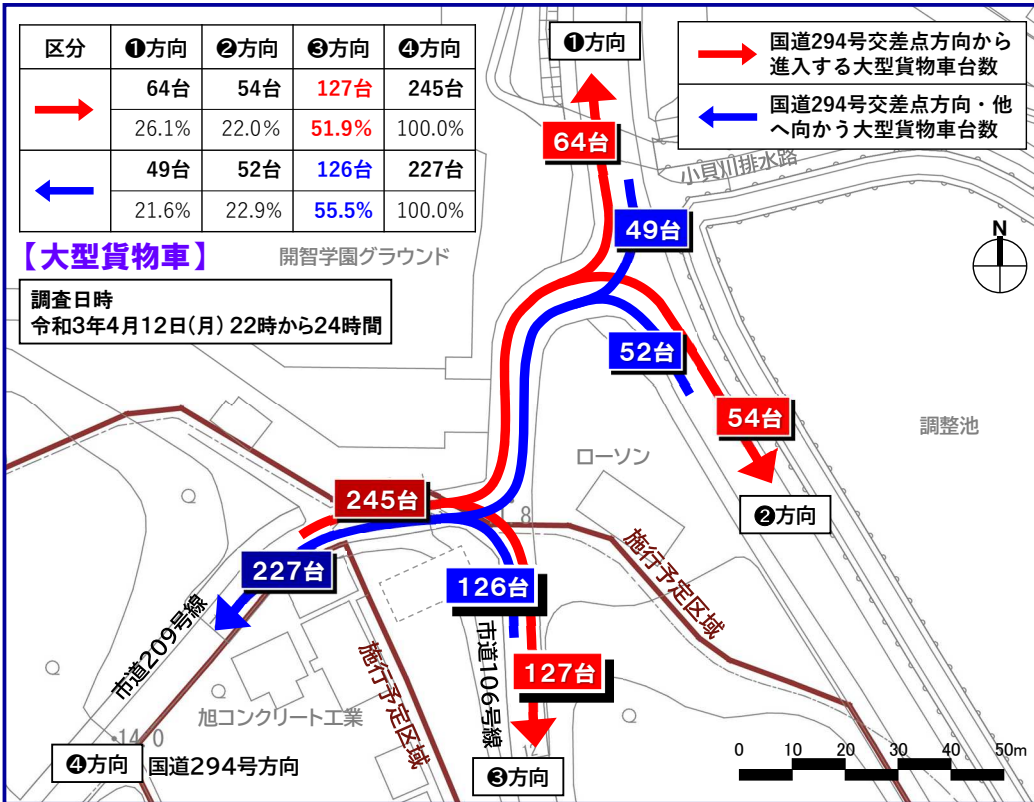 区分 ❶方向 ❷方向 ❸方向 ❹方向
64台 54台 127台 245台
26.1% 22.0% 51.9% 100.0%
49台 52台 126台 227台
21.6% 22.9% 55.5% 100.0%
【大型貨物車】
調査日時
令和3年4月12日(月) 22時から24時間
❶方向
国道294号交差点方向から
進入する大型貨物車台数
国道294号交差点方向・他
へ向かう大型貨物車台数
64台
小貝川排水路
49台
開智学園グラウンド
N
52台
54台
調整池
ローソン
❷方向
245台
8
227台
126台
施行予定区域
市道209号線
施行予定区域
市道106号線
127台
旭コンクリート工業
14.0
❹方向 国道294号方向
❸方向
0 10 20 30 40 50m